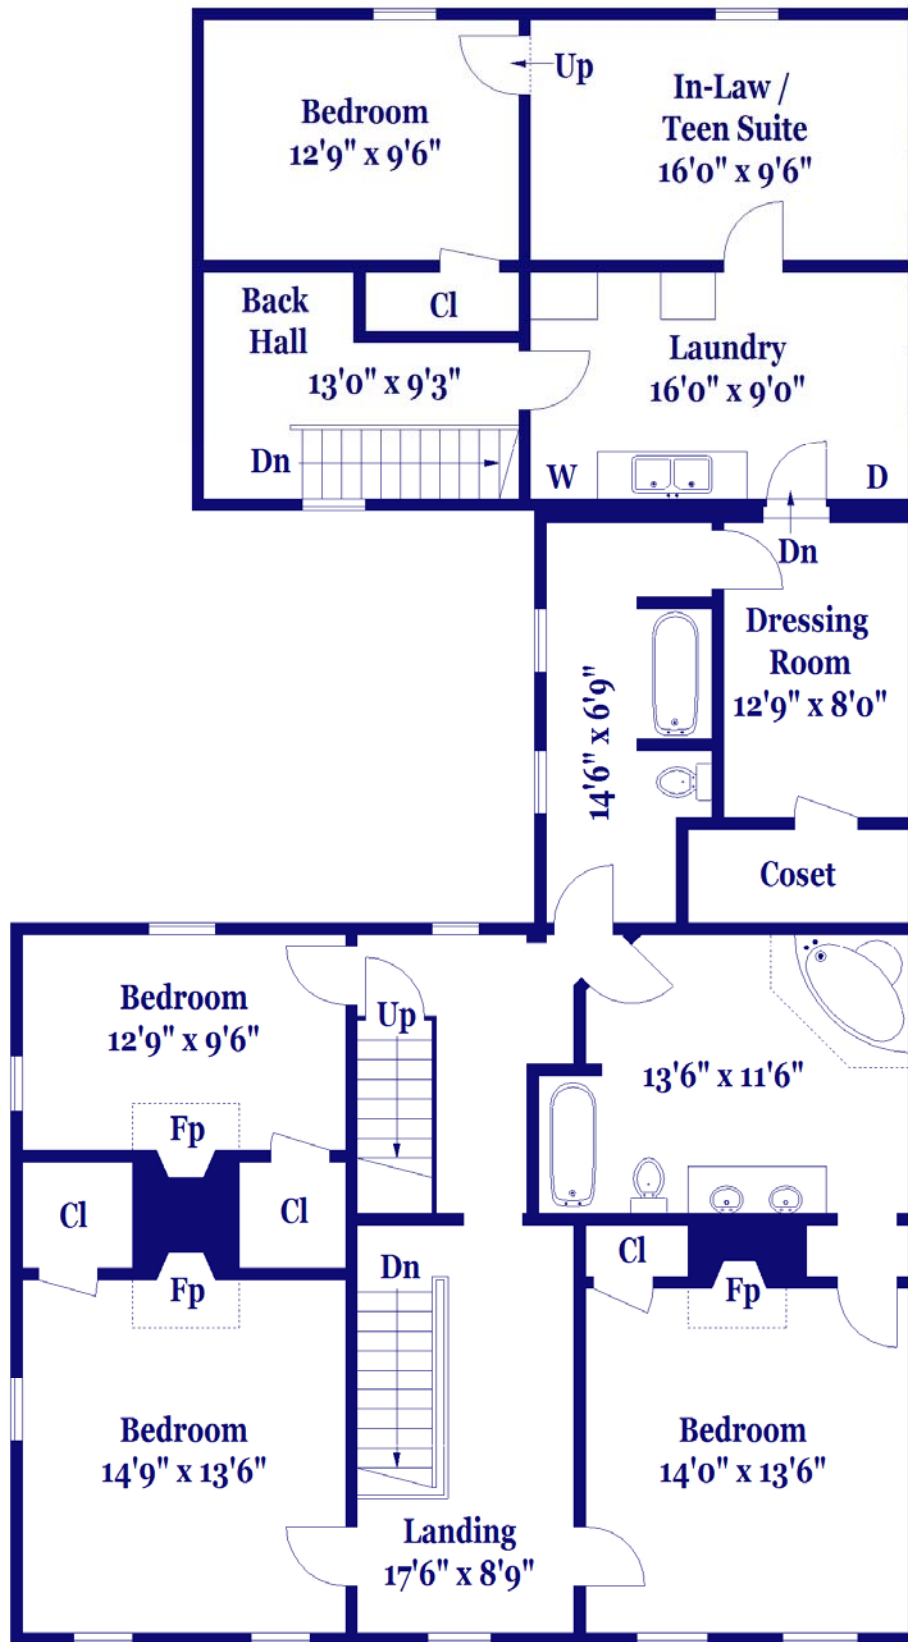 Bedroom
12'9" x 9'6"
Up
In-Law /
Teen Suite
16'0" x 9'6"
Back
Hall
Cl
13'0" x 9'3"
Dn
Laundry
16'0" x 9'0"
W
D
Dn
Dressing
Room
12'9" x 8'0"
14'6" x 6'9"
Coset
Bedroom
12'9" x 9'6"
Up
13'6" x 11'6"
Fp
Cl
Cl
Fp
Dn
Cl
Fp
Bedroom
14'9" x 13'6"
Bedroom
14'0" x 13'6"
Landing
17'6" x 8'9"